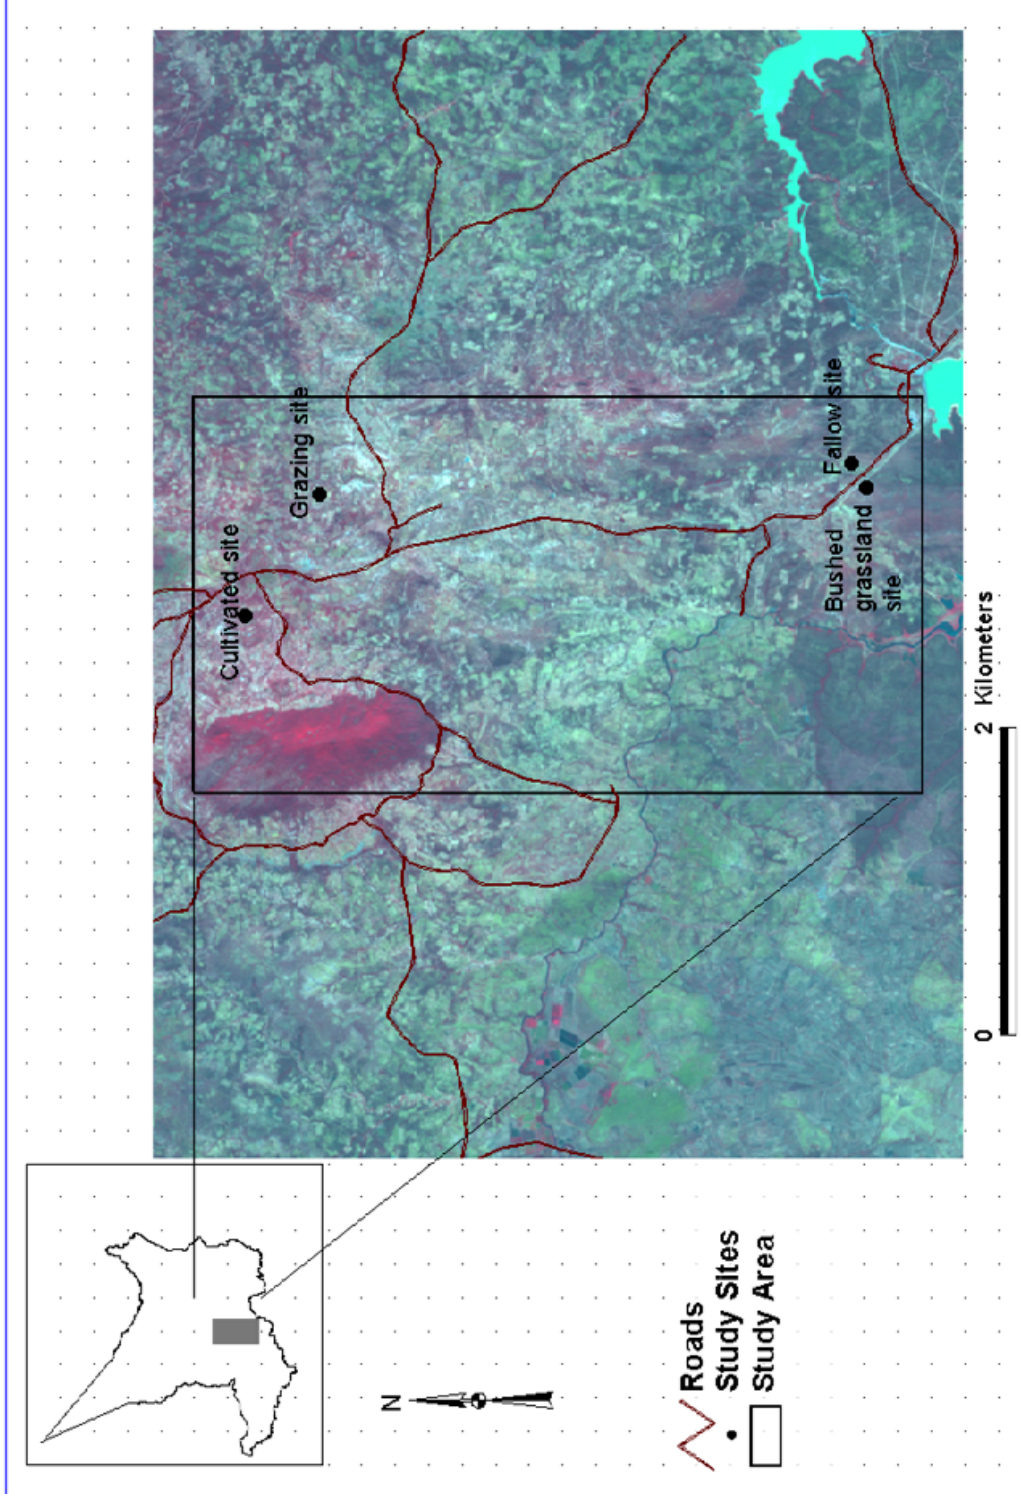 Cultivated site
Grazing site
Fallow site
Bushed
grassland
site
N
Roads
Study Sites
Study Area
0 2 Kilometers